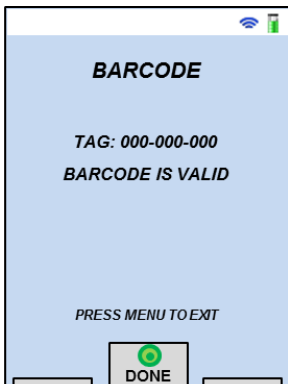 BARCODE
TAG: 000-000-000
BARCODE IS VALID
PRESS MENU TO EXIT
DONE